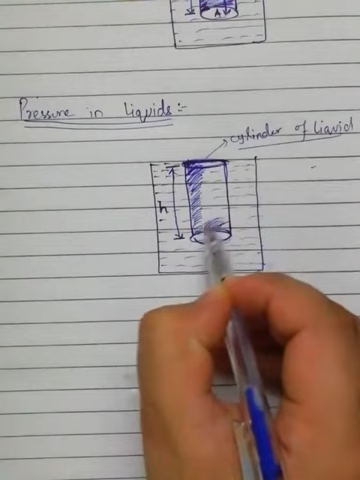 A
Pressure in liquids :-
cylinder of liquid
h